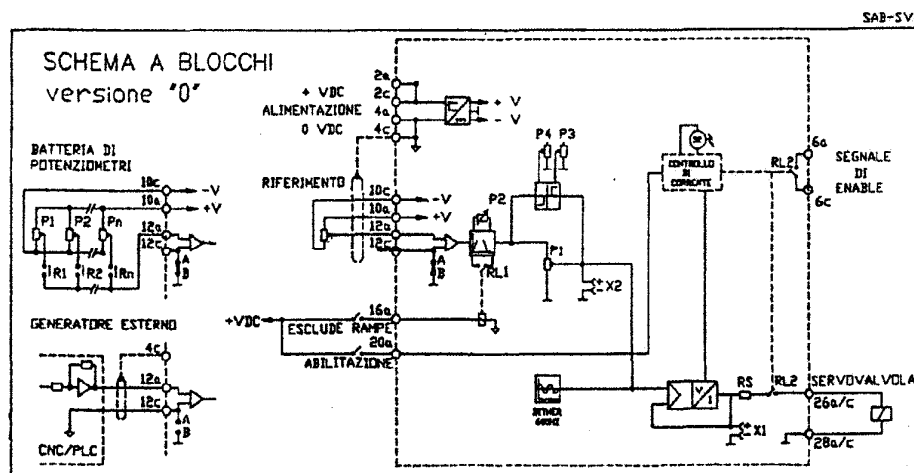 SAB-SV
SCHEMA A BLOCCHI
versione "0"
+ VDC
ALIMENTAZIONE
0 VDC
2a
2c
4a
4c
+ V
- V
P4 P3
CONTROLLO
DI
CORRENTE
RL2
6a
6c
SEGNALE
DI
ENABLE
BATTERIA DI
POTENZIOMETRI
10c
-V
10a
+V
P1 P2 Pn
12a
12c
A
B
R1 R2 Rn
RIFERIMENTO
10c
-V
10a
+V
12a
12c
A
B
P2
RL1
P1
X2
GENERATORE ESTERNO
4c
12a
12c
A
B
CNC/PLC
+VDC
16a
ESCLUDE RAMPE
20a
ABILITAZIONE
DITHER
V
I
RS
RL2
SERVOVALVOLA
26a/c
28a/c
X1